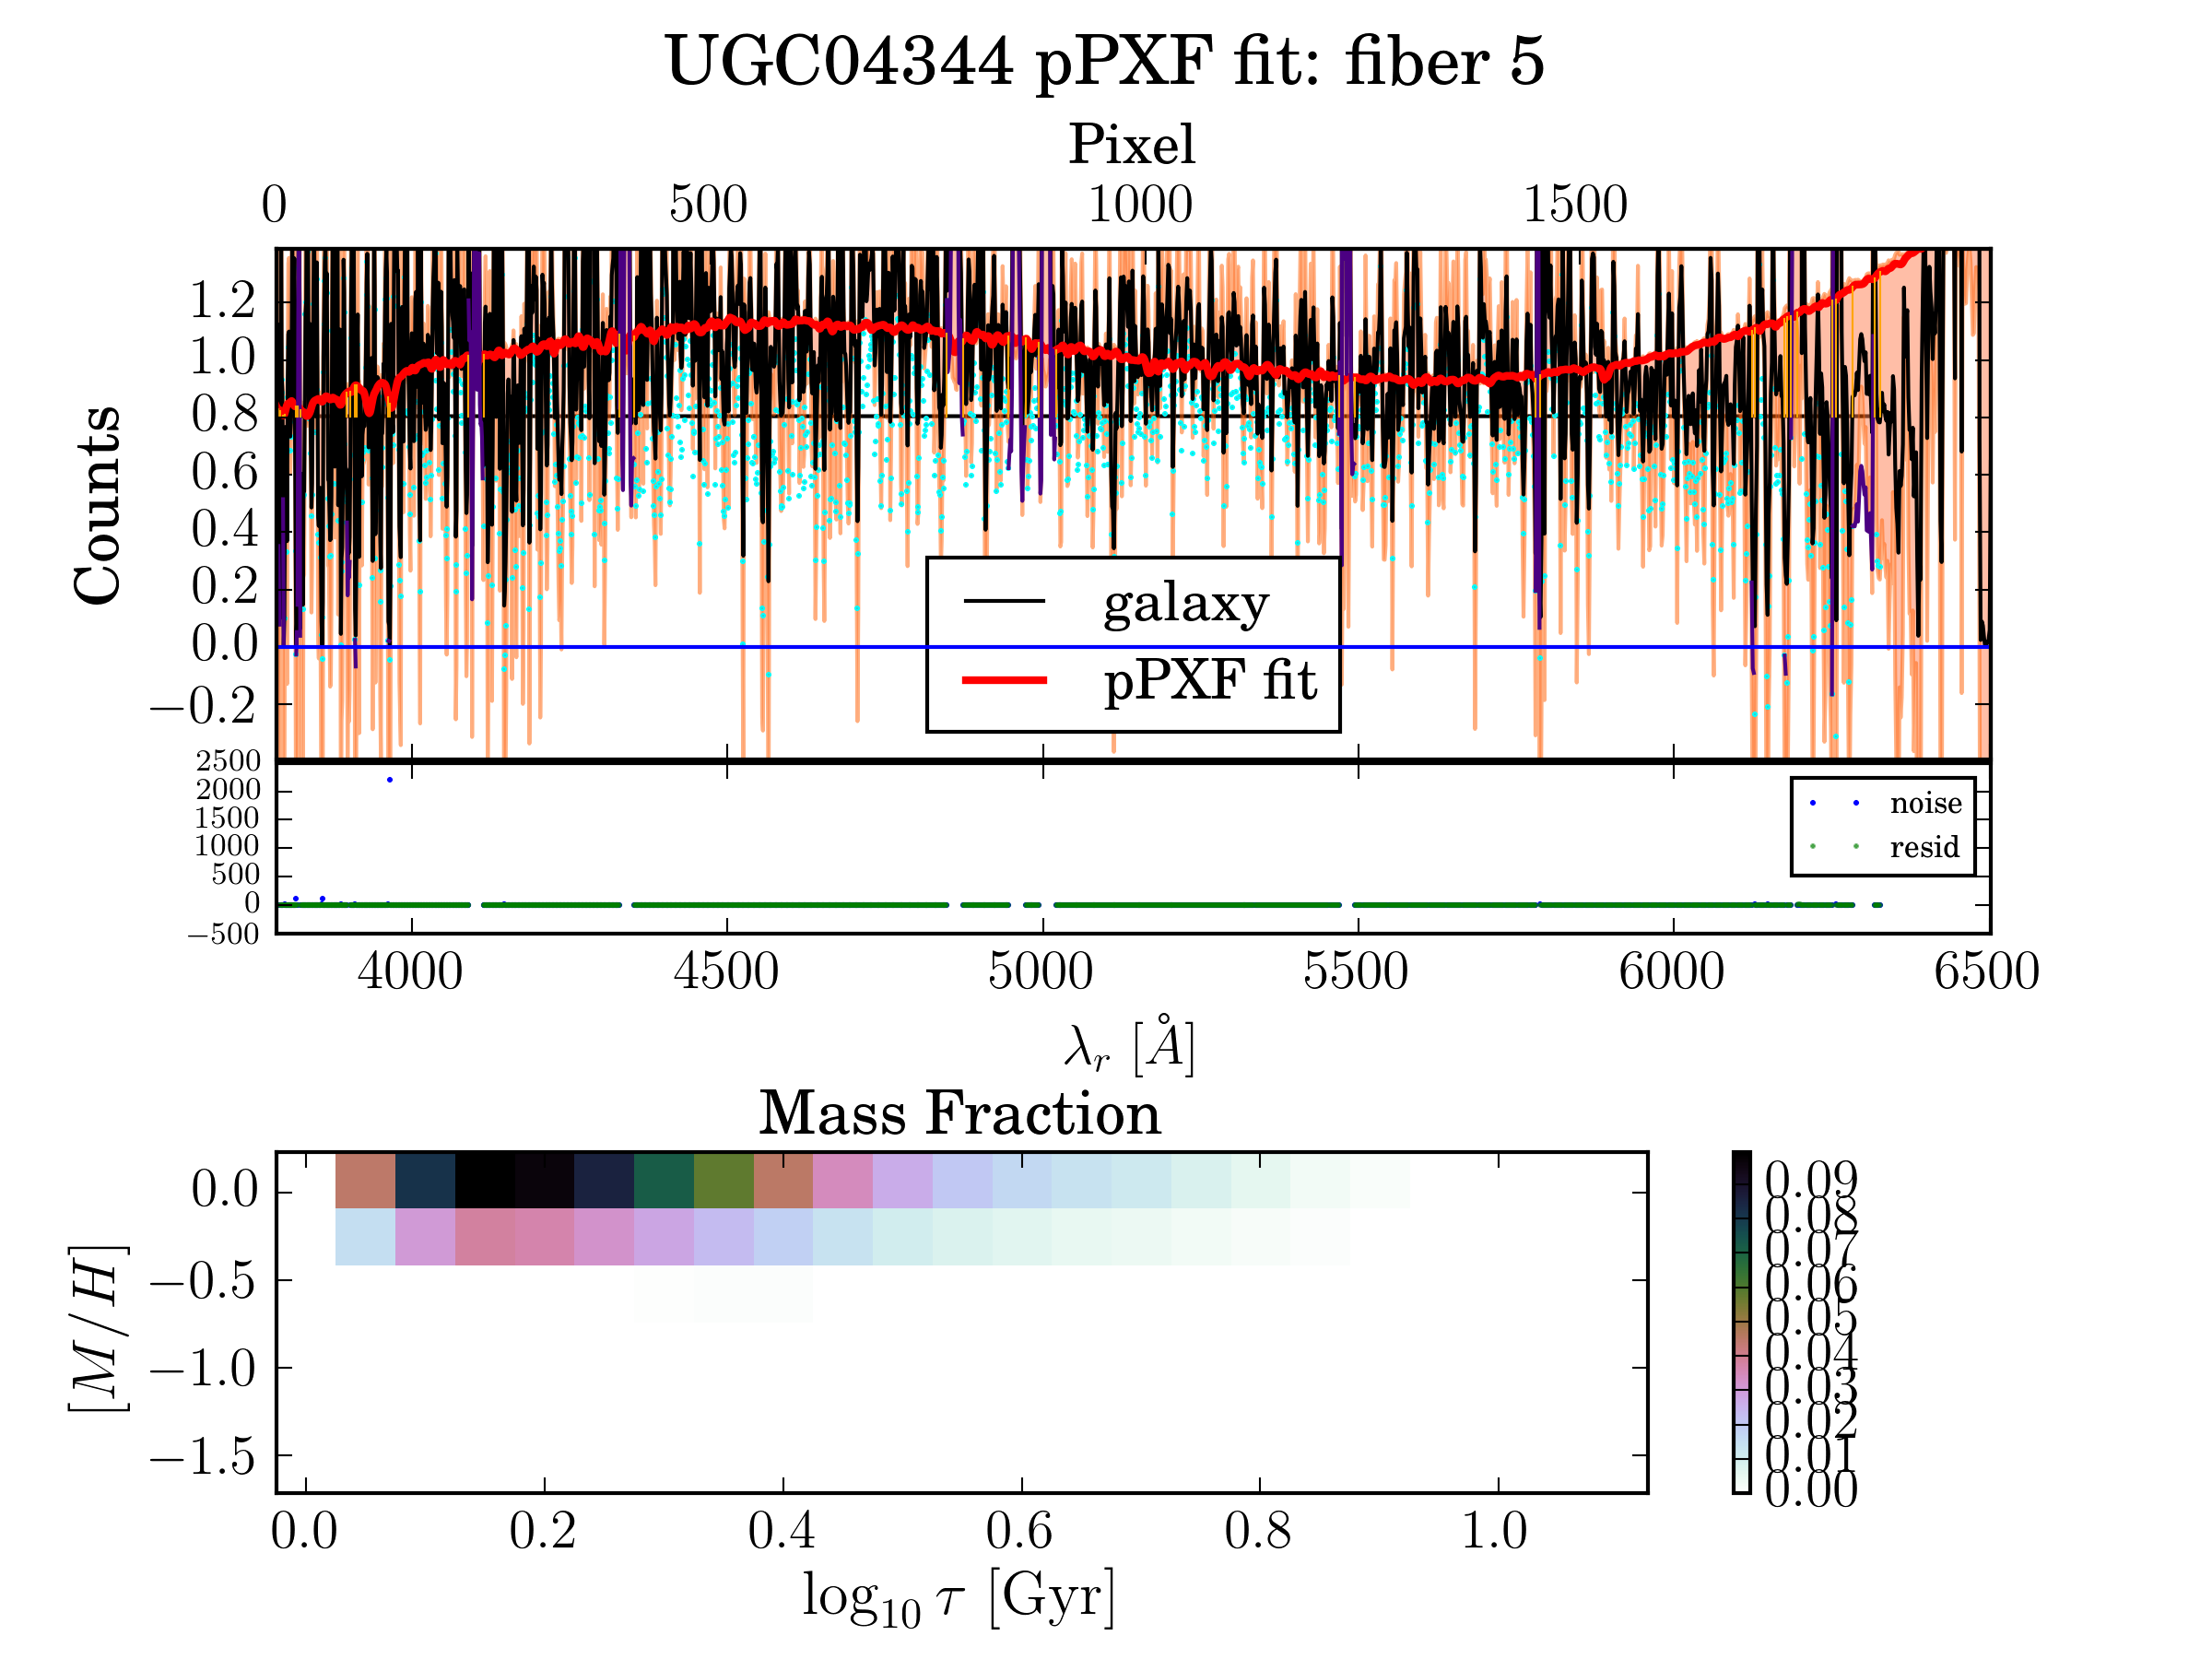 UGC04344 pPXF fit: fiber 5
Pixel
0 500 1000 1500
Counts
1.2
1.0
0.8
0.6
0.4
0.2
0.0
−0.2
galaxy
pPXF fit
2500
2000
1500
1000
500
0
−500
noise
resid
4000 4500 5000 5500 6000 6500
λr [Å]
Mass Fraction
[M/H]
0.0
−0.5
−1.0
−1.5
0.0 0.2 0.4 0.6 0.8 1.0
log10 τ [Gyr]
0.09
0.08
0.07
0.06
0.05
0.04
0.03
0.02
0.01
0.00